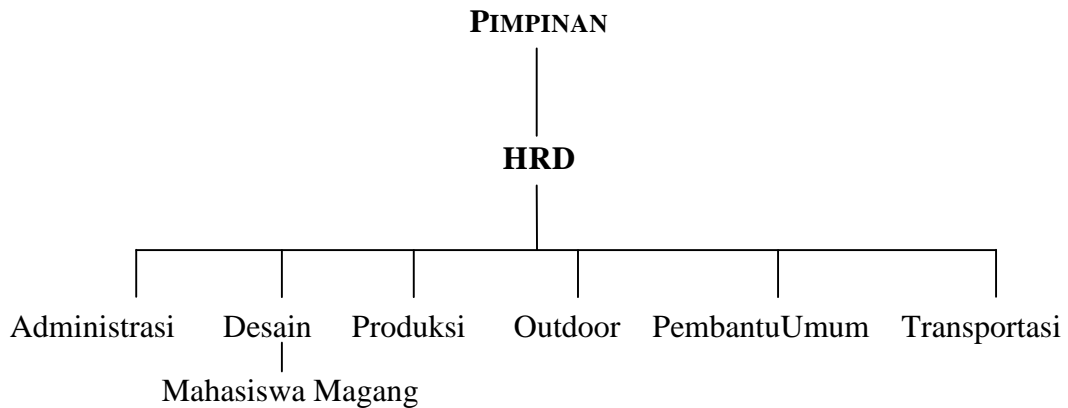 PIMPINAN
HRD
Administrasi Desain Produksi Outdoor PembantuUmum Transportasi
Mahasiswa Magang